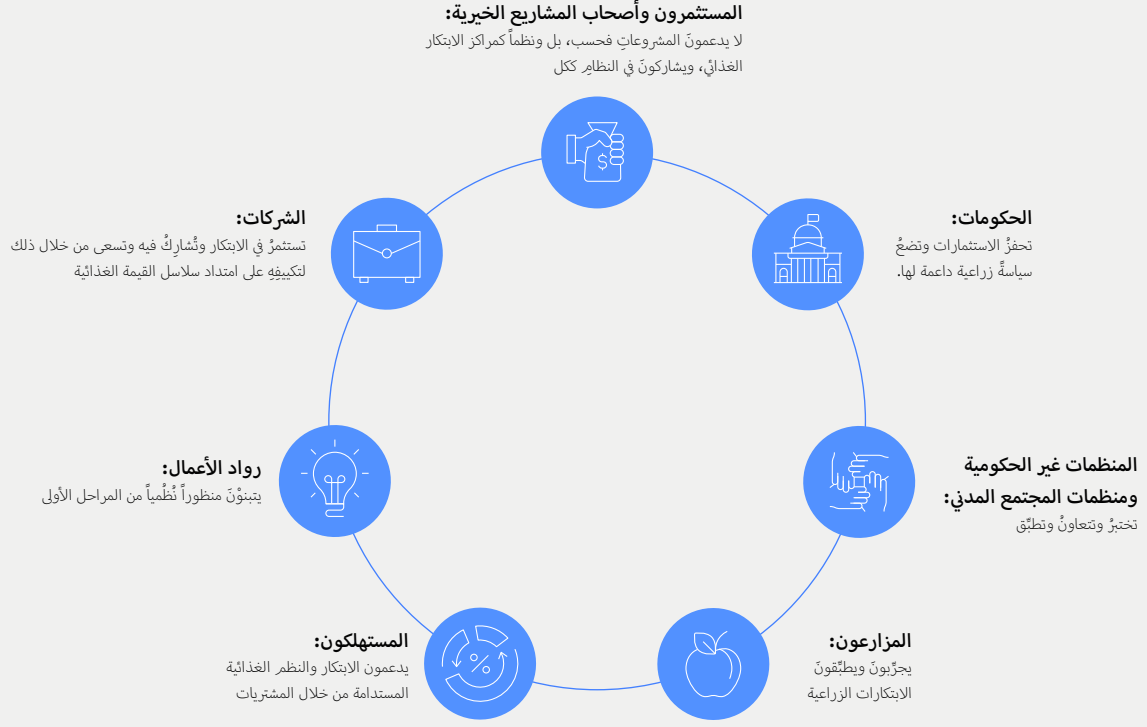 المستثمرون وأصحاب المشاريع الخيرية:
لا يدعمونَ المشروعاتِ فحسب، بل ونظماً كمراكز الابتكار
الغذائي، ويشاركونَ في النظامِ ككل
الحكومات:
تحفزُ الاستثمارات وتضعُ
سياسةً زراعية داعمة لها.
المنظمات غير الحكومية
ومنظمات المجتمع المدني:
تختبرُ وتتعاونُ وتطبِّق
المزارعون:
يجرِّبونَ ويطبِّقونَ
الابتكارات الزراعية
المستهلكون:
يدعمون الابتكار والنظم الغذائية
المستدامة من خلال المشتريات
رواد الأعمال:
يتبنوْنَ منظوراً نُظُمياً من المراحل الأولى
الشركات:
تستثمرُ في الابتكار وتُشارِكُ فيه وتسعى من خلال ذلك
لتكييفِهِ على امتداد سلاسل القيمة الغذائية
$
%